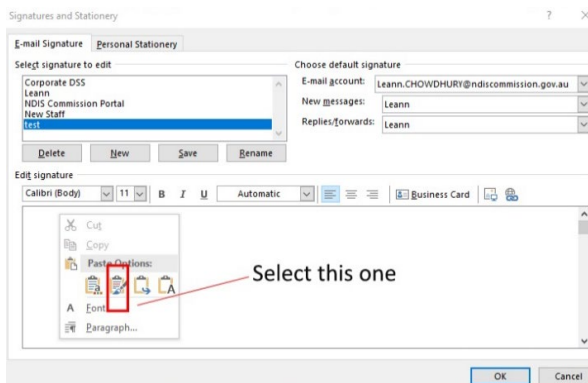 Signatures and Stationery
E-mail Signature Personal Stationery
Select signature to edit
Corporate DSS
Leann
NDIS Commission Portal
New Staff
test
Delete New Save Rename
Choose default signature
E-mail account: Leann.CHOWDHURY@ndiscommission.gov.au
New messages: Leann
Replies/forwards: Leann
Edit signature
Calibri (Body) 11 B I U Automatic Business Card
Cut
Copy
Paste Options:
A Font
Paragraph...
Select this one
OK Cancel